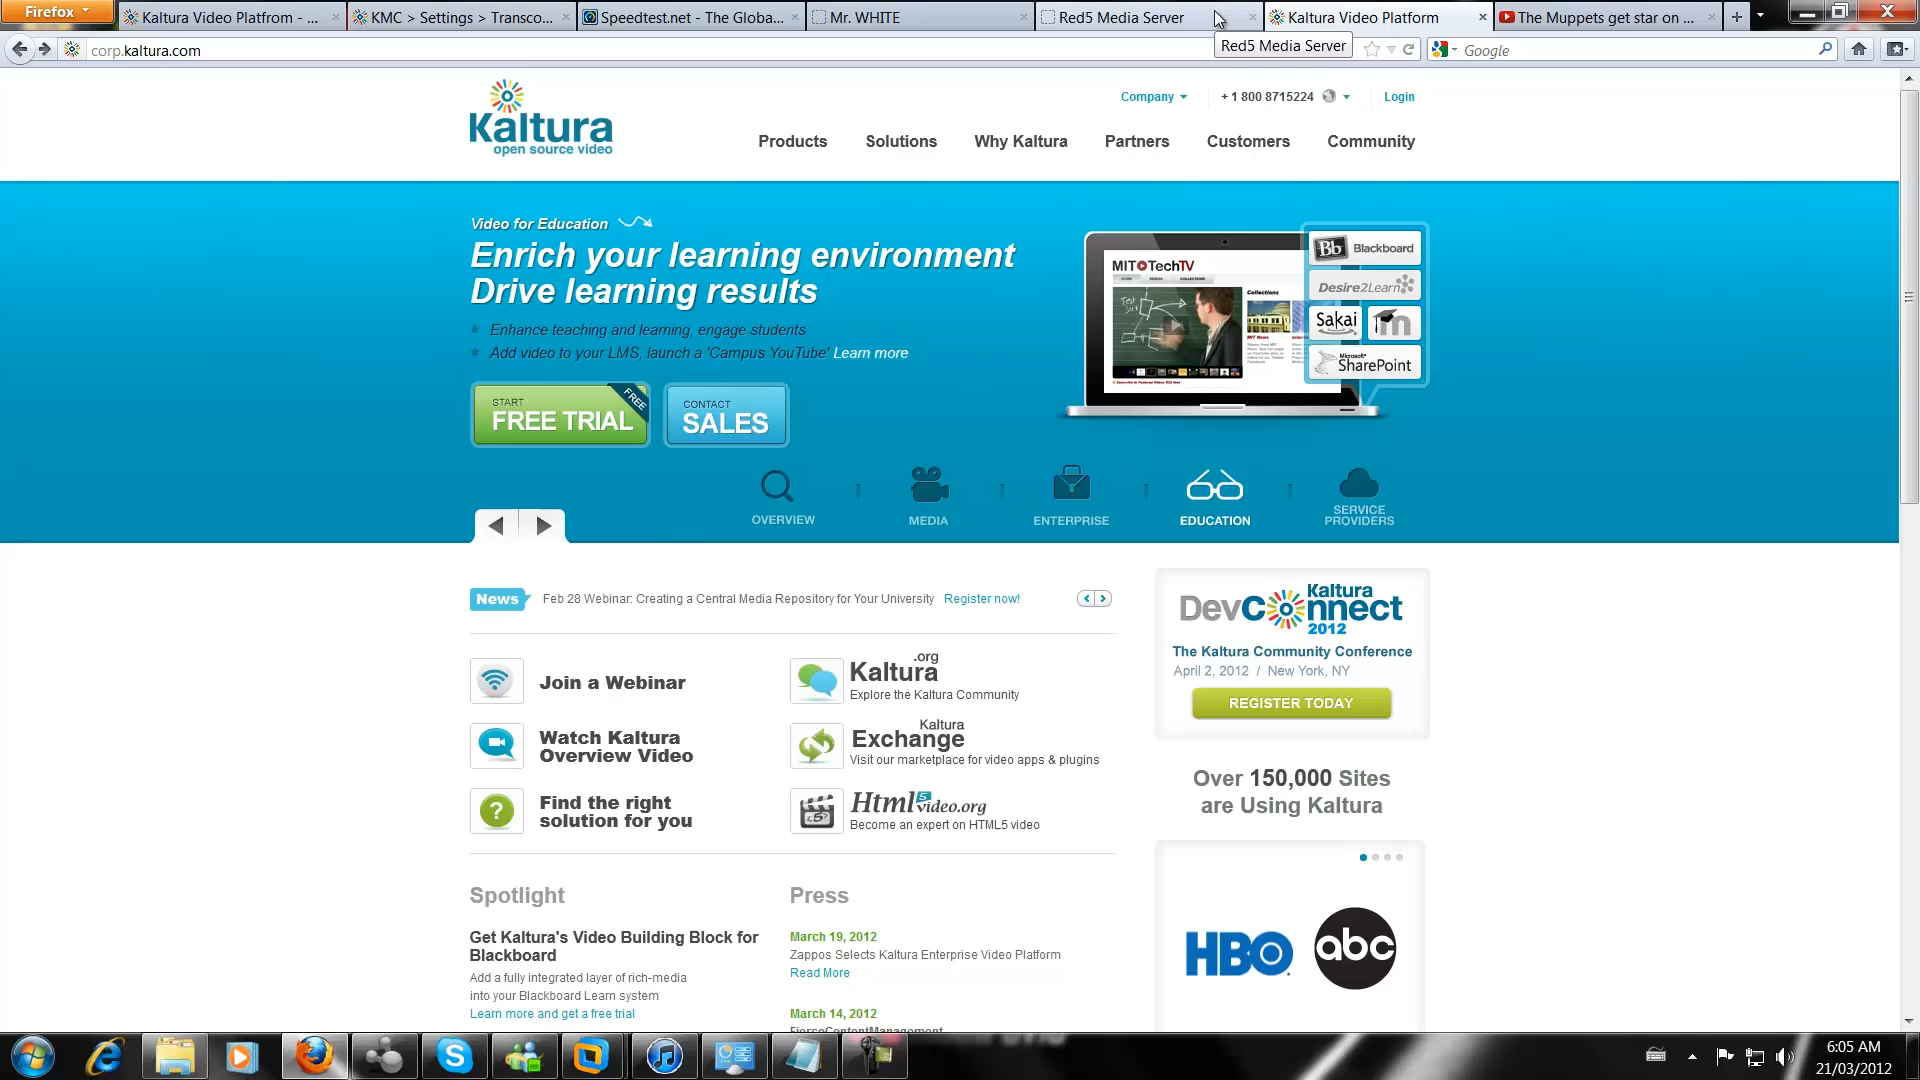 Firefox
Kaltura Video Platfrom - ...
KMC > Settings > Transco...
Speedtest.net - The Globa...
Mr. WHITE
Red5 Media Server
Kaltura Video Platform
The Muppets get star on ...
corp.kaltura.com
Red5 Media Server
Google
Kaltura
open source video
Company
+ 1 800 8715224
Login
Products
Solutions
Why Kaltura
Partners
Customers
Community
Video for Education
Enrich your learning environment
Drive learning results
Enhance teaching and learning, engage students
Add video to your LMS, launch a 'Campus YouTube' Learn more
START
FREE TRIAL
FREE
CONTACT
SALES
MIT TechTV
Collections
Bb Blackboard
Desire2Learn
Sakai
m
Microsoft
SharePoint
OVERVIEW
MEDIA
ENTERPRISE
EDUCATION
SERVICE
PROVIDERS
News
Feb 28 Webinar: Creating a Central Media Repository for Your University Register now!
Join a Webinar
Watch Kaltura
Overview Video
Find the right
solution for you
.org
Kaltura
Explore the Kaltura Community
Kaltura
Exchange
Visit our marketplace for video apps & plugins
Html5video.org
Become an expert on HTML5 video
Kaltura
DevConnect
2012
The Kaltura Community Conference
April 2, 2012 / New York, NY
REGISTER TODAY
Over 150,000 Sites
are Using Kaltura
HBO
abc
Spotlight
Get Kaltura's Video Building Block for
Blackboard
Add a fully integrated layer of rich-media
into your Blackboard Learn system
Learn more and get a free trial
Press
March 19, 2012
Zappos Selects Kaltura Enterprise Video Platform
Read More
March 14, 2012
FierceContentManagement
6:05 AM
21/03/2012